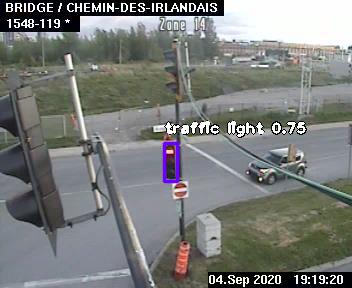 BRIDGE / CHEMIN-DES-IRLANDAIS
1548-119 *
Zone 14
traffic light 0.75
04.Sep 2020 19:19:20